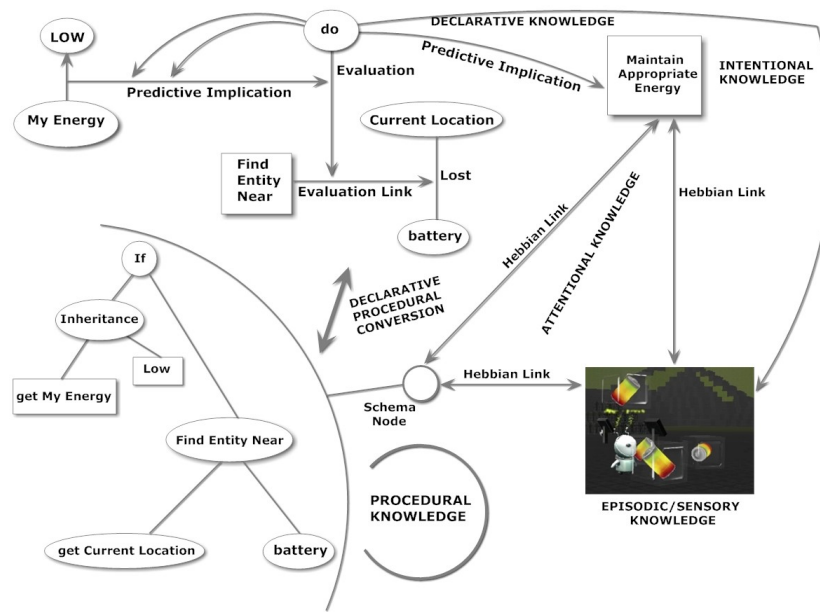 DECLARATIVE KNOWLEDGE
LOW
do
Evaluation
Predictive Implication
Maintain
Appropriate
Energy
INTENTIONAL
KNOWLEDGE
Predictive Implication
My Energy
Current Location
Find
Entity
Near
Evaluation Link
Lost
Hebbian Link
battery
Hebbian Link
ATTENTIONAL KNOWLEDGE
If
DECLARATIVE
PROCEDURAL
CONVERSION
Inheritance
Low
get My Energy
Hebbian Link
Schema
Node
Find Entity Near
PROCEDURAL
KNOWLEDGE
EPISODIC/SENSORY
KNOWLEDGE
get Current Location
battery